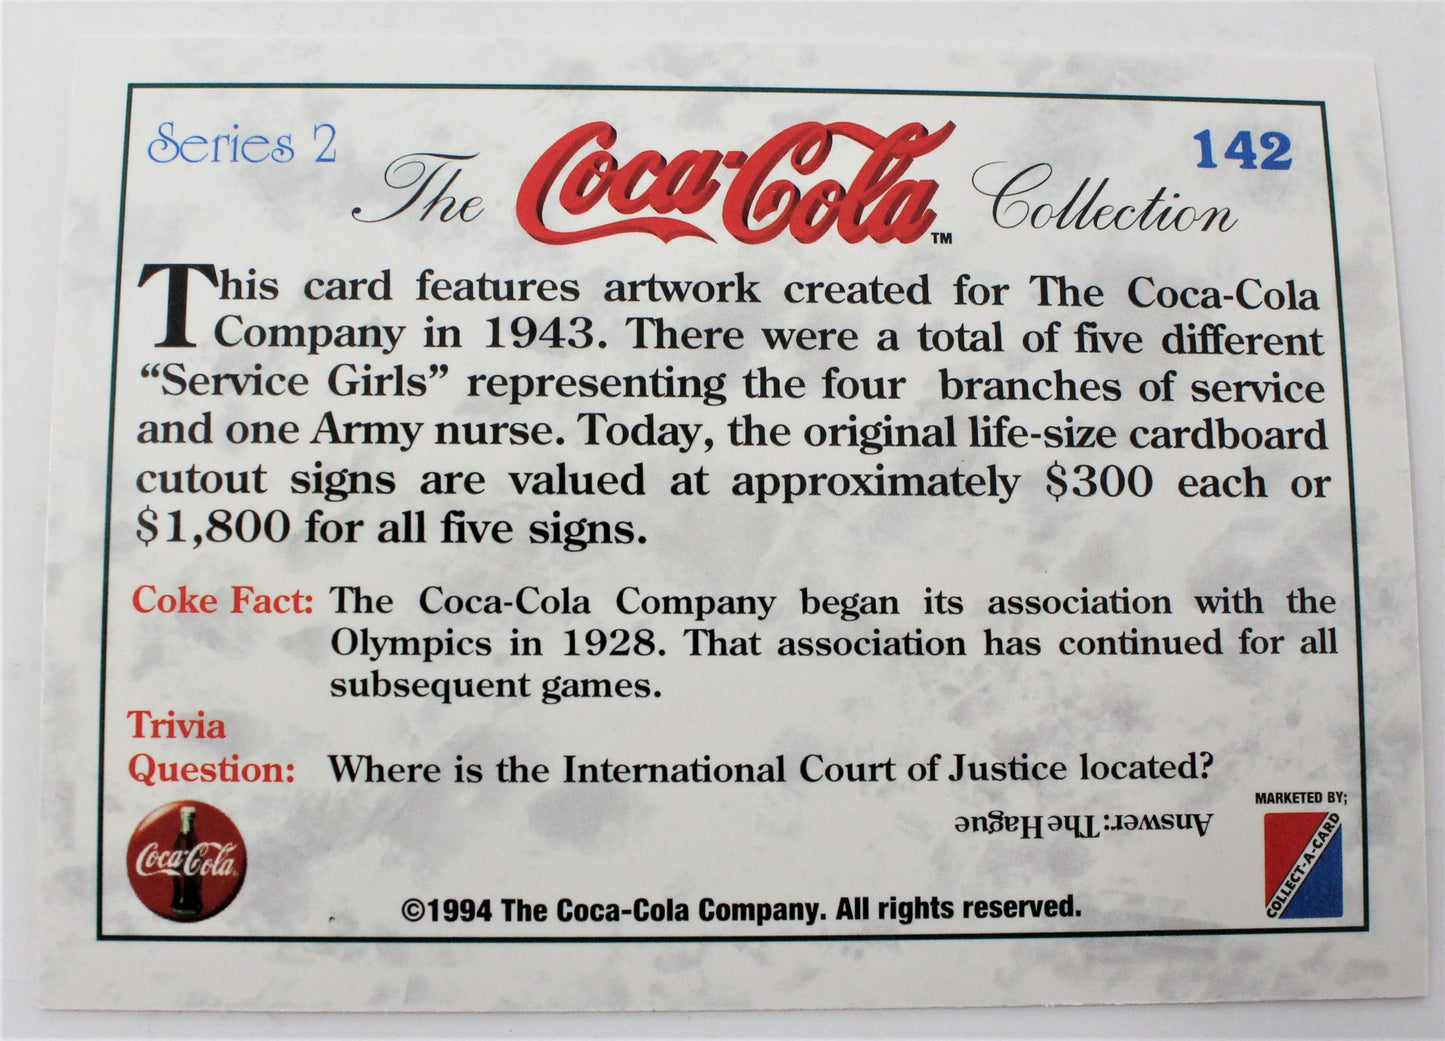 Series 2
142
The Coca-Cola™ Collection
This card features artwork created for The Coca-Cola
Company in 1943. There were a total of five different
“Service Girls” representing the four branches of service
and one Army nurse. Today, the original life-size cardboard
cutout signs are valued at approximately $300 each or
$1,800 for all five signs.
Coke Fact: The Coca-Cola Company began its association with the
Olympics in 1928. That association has continued for all
subsequent games.
Trivia
Question: Where is the International Court of Justice located?
Answer: The Hague
MARKETED BY;
COLLECT-A-CARD
Coca-Cola
©1994 The Coca-Cola Company. All rights reserved.